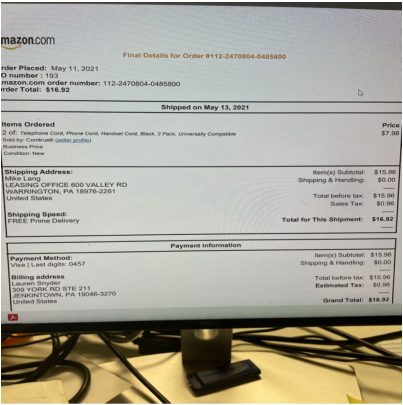 mazon.com
Final Details for Order #112-2470804-0485800
rder Placed: May 11, 2021
O number : 193
mazon.com order number: 112-2470804-0485800
rder Total: $16.92
Shipped on May 13, 2021
Items Ordered Price
2 of: Telephone Cord, Phone Cord, Handset Cord, Black, 2 Pack, Universally Compatible $7.98
Sold by: Comtrue® (seller profile)
Business Price
Condition: New
Shipping Address:
Mike Lang
LEASING OFFICE 600 VALLEY RD
WARRINGTON, PA 18976-2261
United States
Shipping Speed:
FREE Prime Delivery
Item(s) Subtotal: $15.96
Shipping & Handling: $0.00
Total before tax: $15.96
Sales Tax: $0.96
Total for This Shipment: $16.92
Payment information
Payment Method:
Visa | Last digits: 0457
Billing address
Lauren Snyder
309 YORK RD STE 211
JENKINTOWN, PA 19046-3270
United States
Item(s) Subtotal: $15.96
Shipping & Handling: $0.00
Total before tax: $15.96
Estimated Tax: $0.96
Grand Total: $16.92